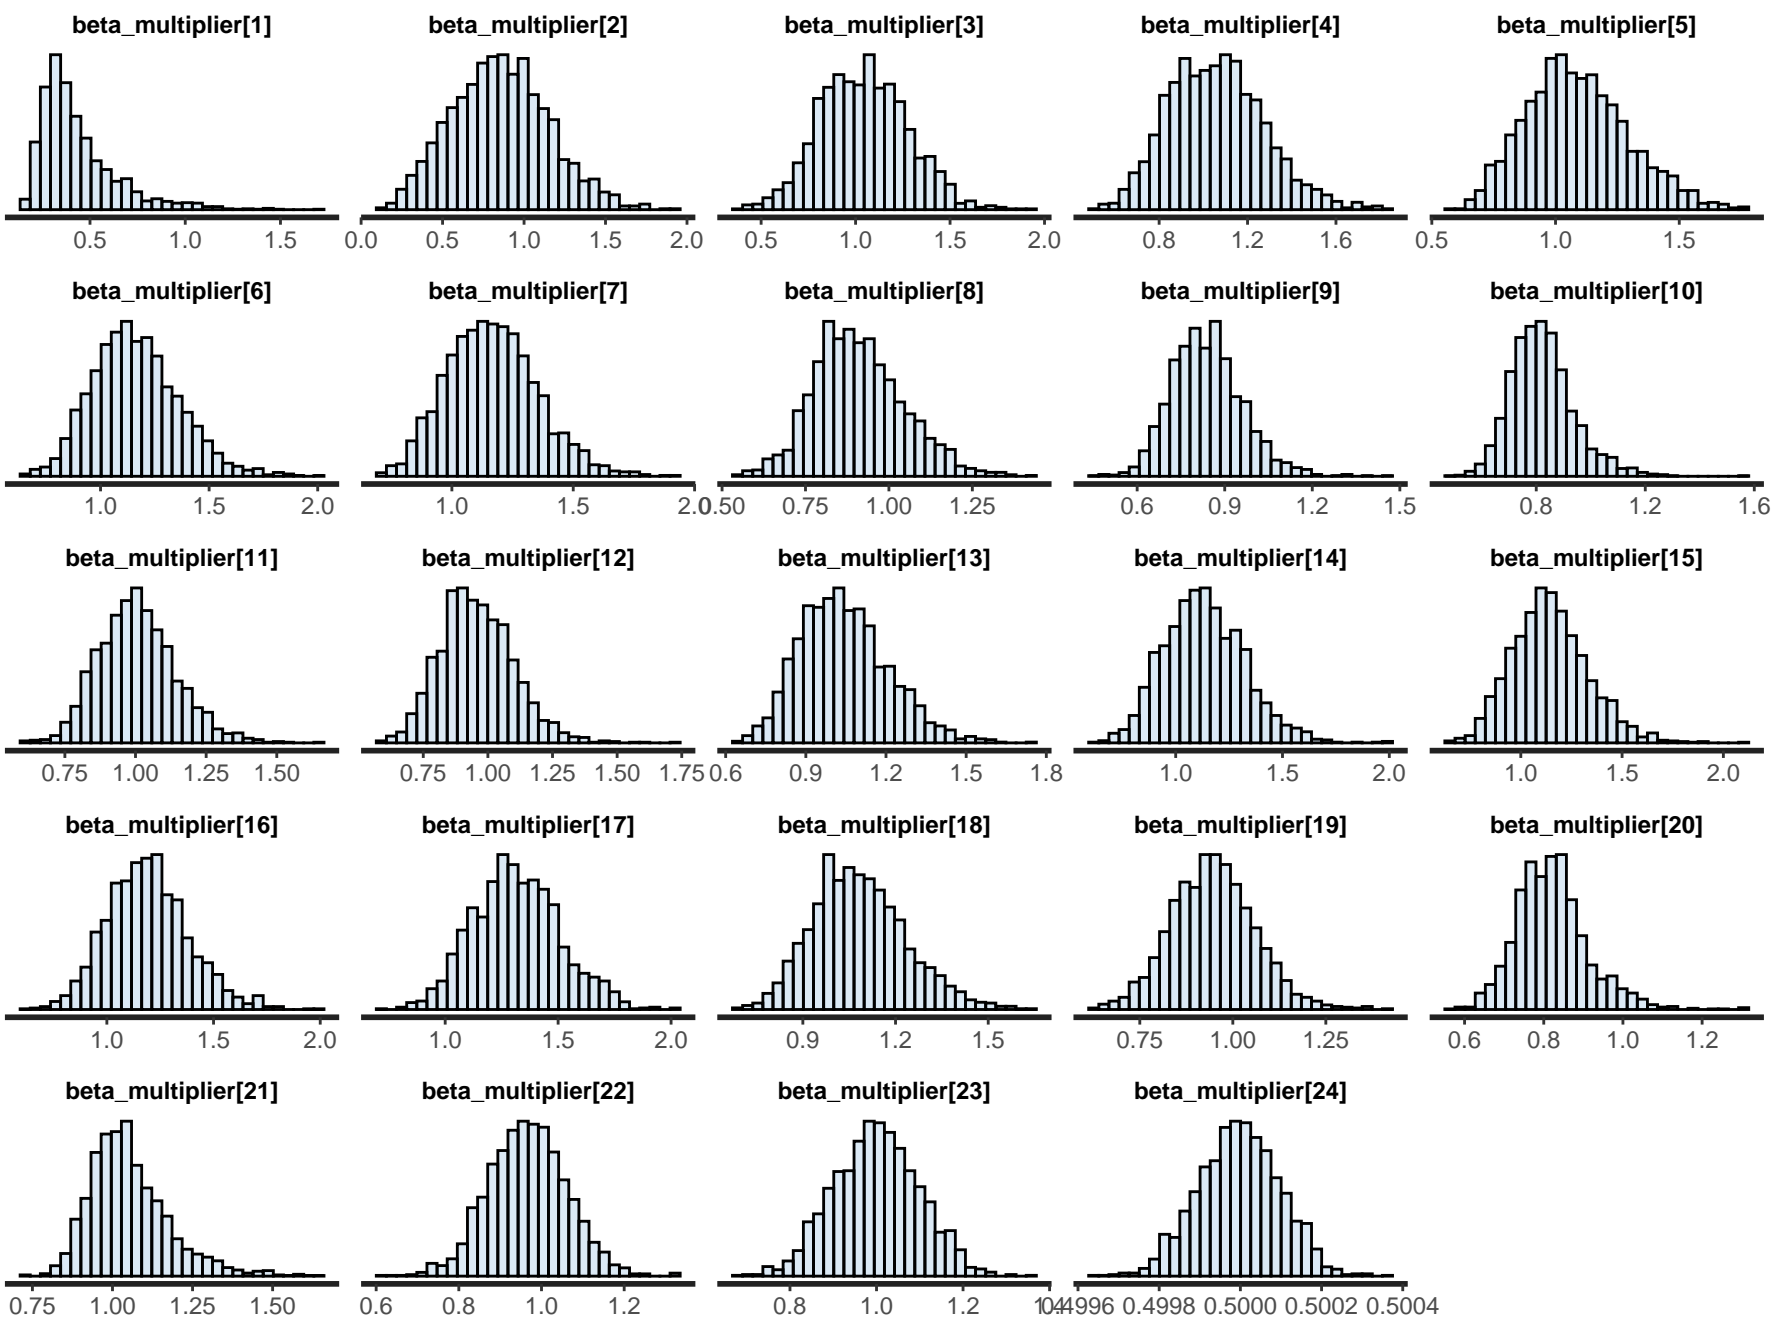 beta_multiplier[1] beta_multiplier[2] beta_multiplier[3] beta_multiplier[4] beta_multiplier[5]
0.5 1.0 1.5 0.0 0.5 1.0 1.5 2.0 0.5 1.0 1.5 2.0 0.8 1.2 1.6 0.5 1.0 1.5
beta_multiplier[6] beta_multiplier[7] beta_multiplier[8] beta_multiplier[9] beta_multiplier[10]
1.0 1.5 2.0 1.0 1.5 2.0 0.50 0.75 1.00 1.25 0.6 0.9 1.2 1.5 0.8 1.2 1.6
beta_multiplier[11] beta_multiplier[12] beta_multiplier[13] beta_multiplier[14] beta_multiplier[15]
0.75 1.00 1.25 1.50 0.75 1.00 1.25 1.50 1.75 0.6 0.9 1.2 1.5 1.8 1.0 1.5 2.0 1.0 1.5 2.0
beta_multiplier[16] beta_multiplier[17] beta_multiplier[18] beta_multiplier[19] beta_multiplier[20]
1.0 1.5 2.0 1.0 1.5 2.0 0.9 1.2 1.5 0.75 1.00 1.25 0.6 0.8 1.0 1.2
beta_multiplier[21] beta_multiplier[22] beta_multiplier[23] beta_multiplier[24]
0.75 1.00 1.25 1.50 0.6 0.8 1.0 1.2 0.8 1.0 1.2 1.4 0.4996 0.4998 0.5000 0.5002 0.5004